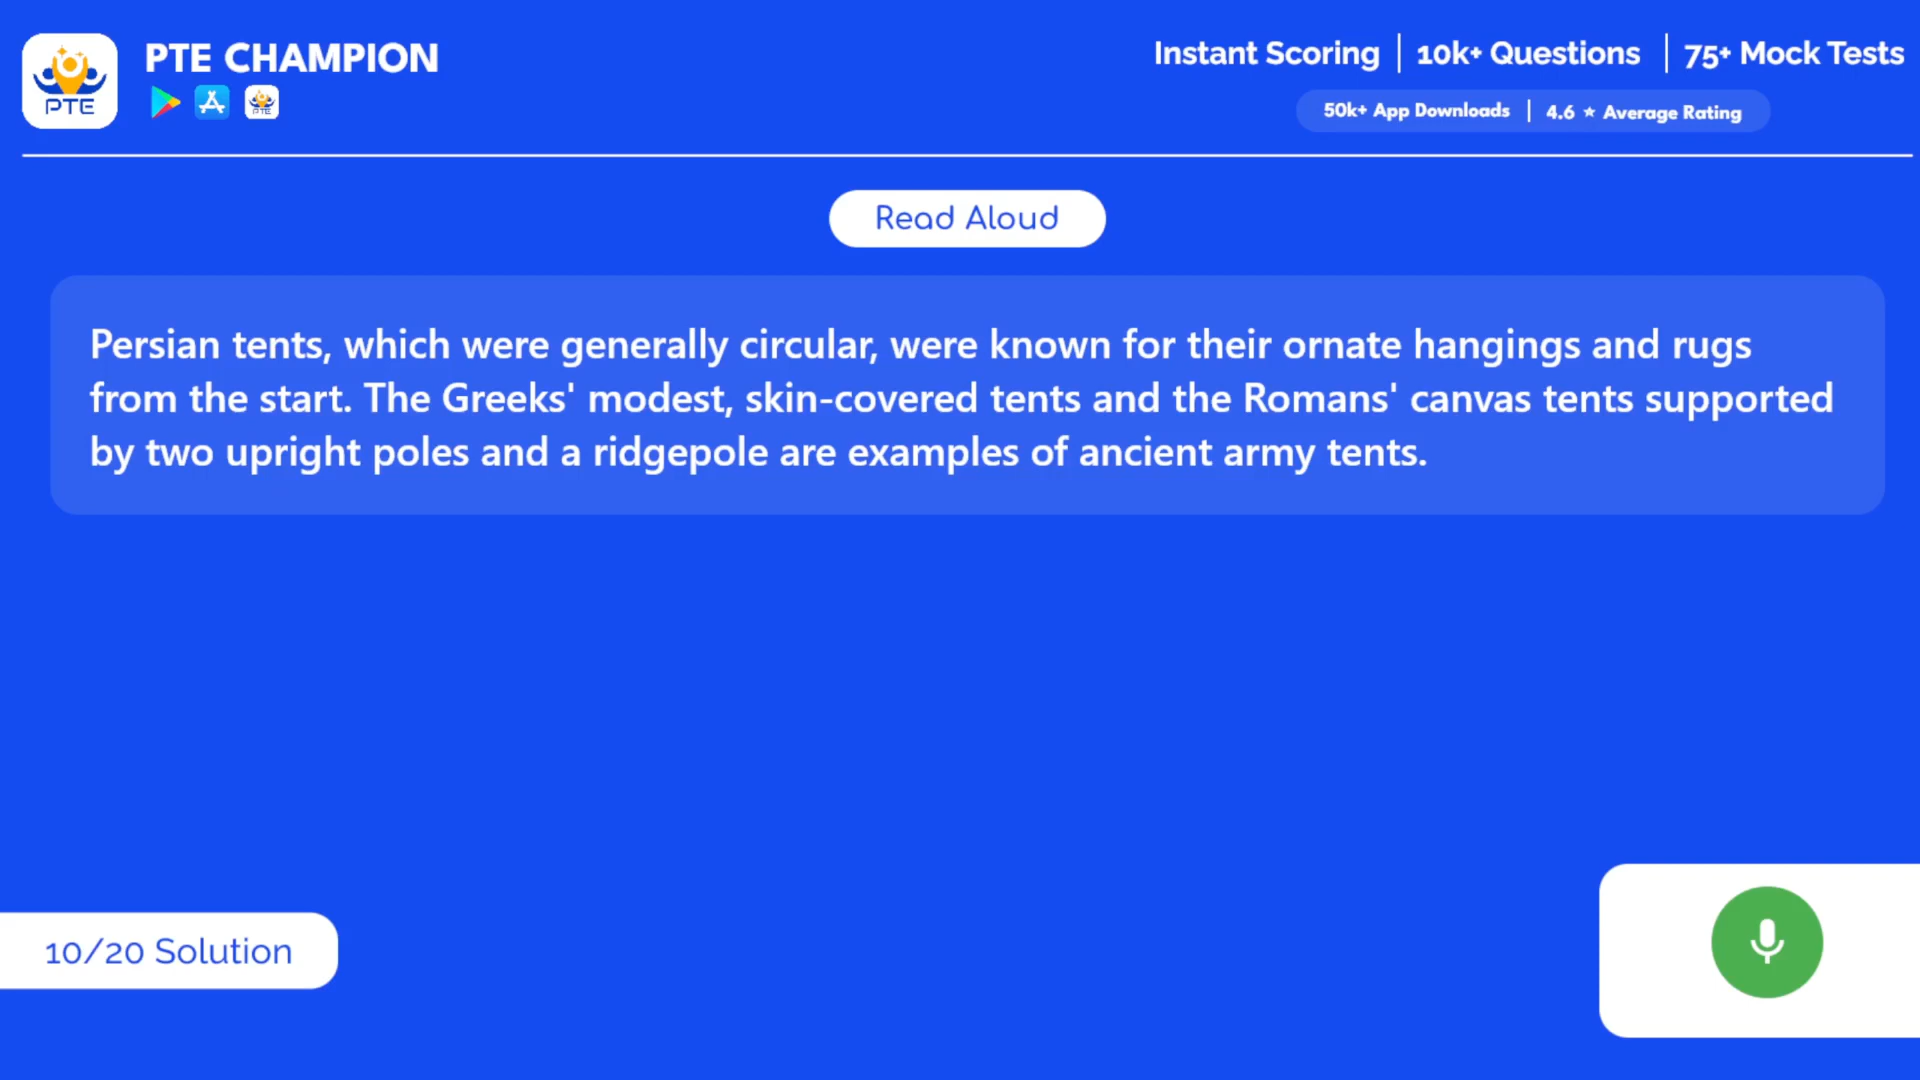 PTE CHAMPION
PTE
PTE
Instant Scoring | 10k+ Questions | 75+ Mock Tests
50k+ App Downloads | 4.6 ★ Average Rating
Read Aloud
Persian tents, which were generally circular, were known for their ornate hangings and rugs
from the start. The Greeks' modest, skin-covered tents and the Romans' canvas tents supported
by two upright poles and a ridgepole are examples of ancient army tents.
10/20 Solution